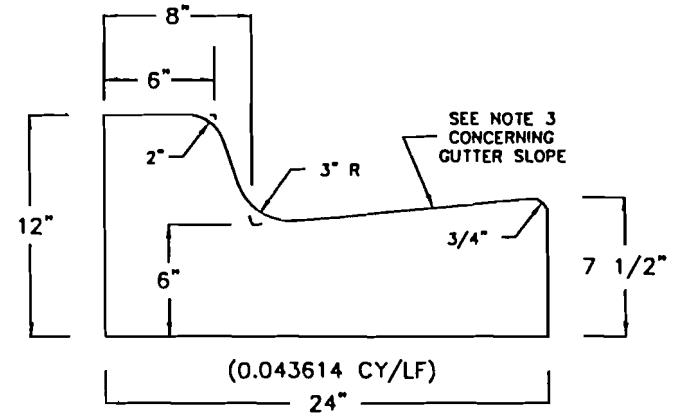 8"
6"
SEE NOTE 3
CONCERNING
GUTTER SLOPE
2"
3" R
12"
6"
3/4"
7 1/2"
(0.043614 CY/LF)
24"